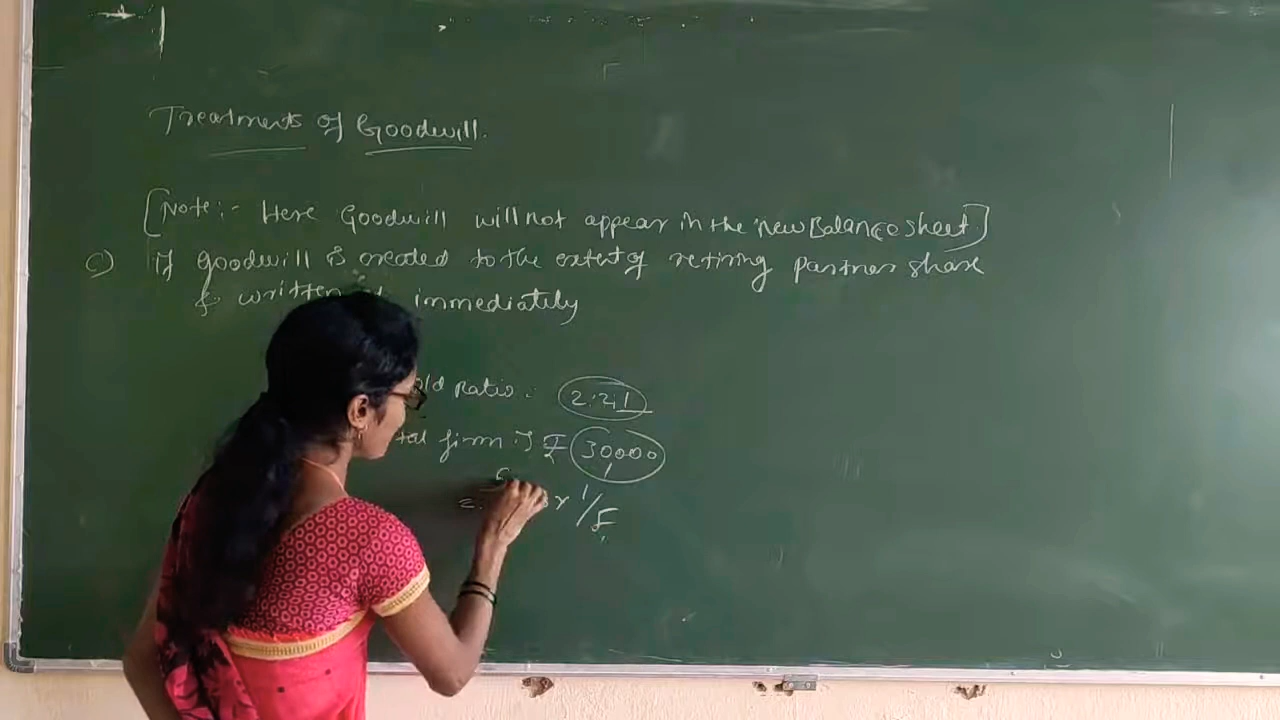 Treatments of Goodwill.
[Note:- Here Goodwill will not appear in the new Balance sheet]
c) if goodwill is created to the extent of retiring partner share
& written immediately
old Ratio: 2:2:1
firm is ₹ 30000
1/5